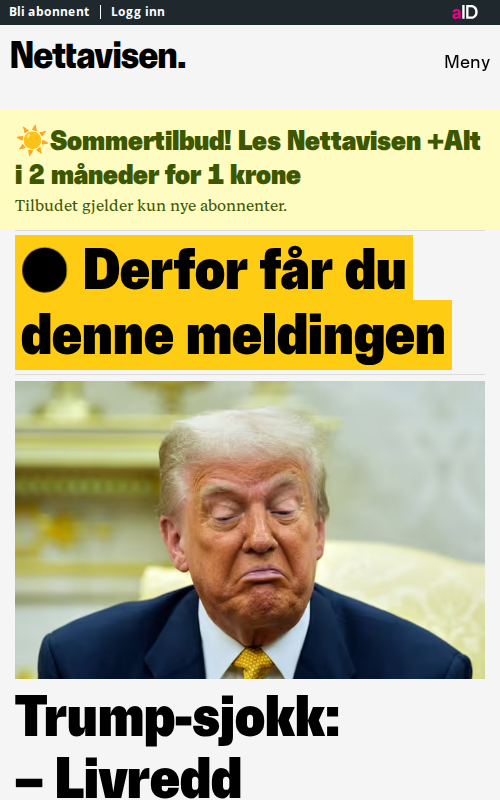 Bli abonnent | Logg inn
aID
Nettavisen.
Meny
☀️Sommertilbud! Les Nettavisen +Alt
i 2 måneder for 1 krone
Tilbudet gjelder kun nye abonnenter.
● Derfor får du
denne meldingen
Trump-sjokk:
– Livredd